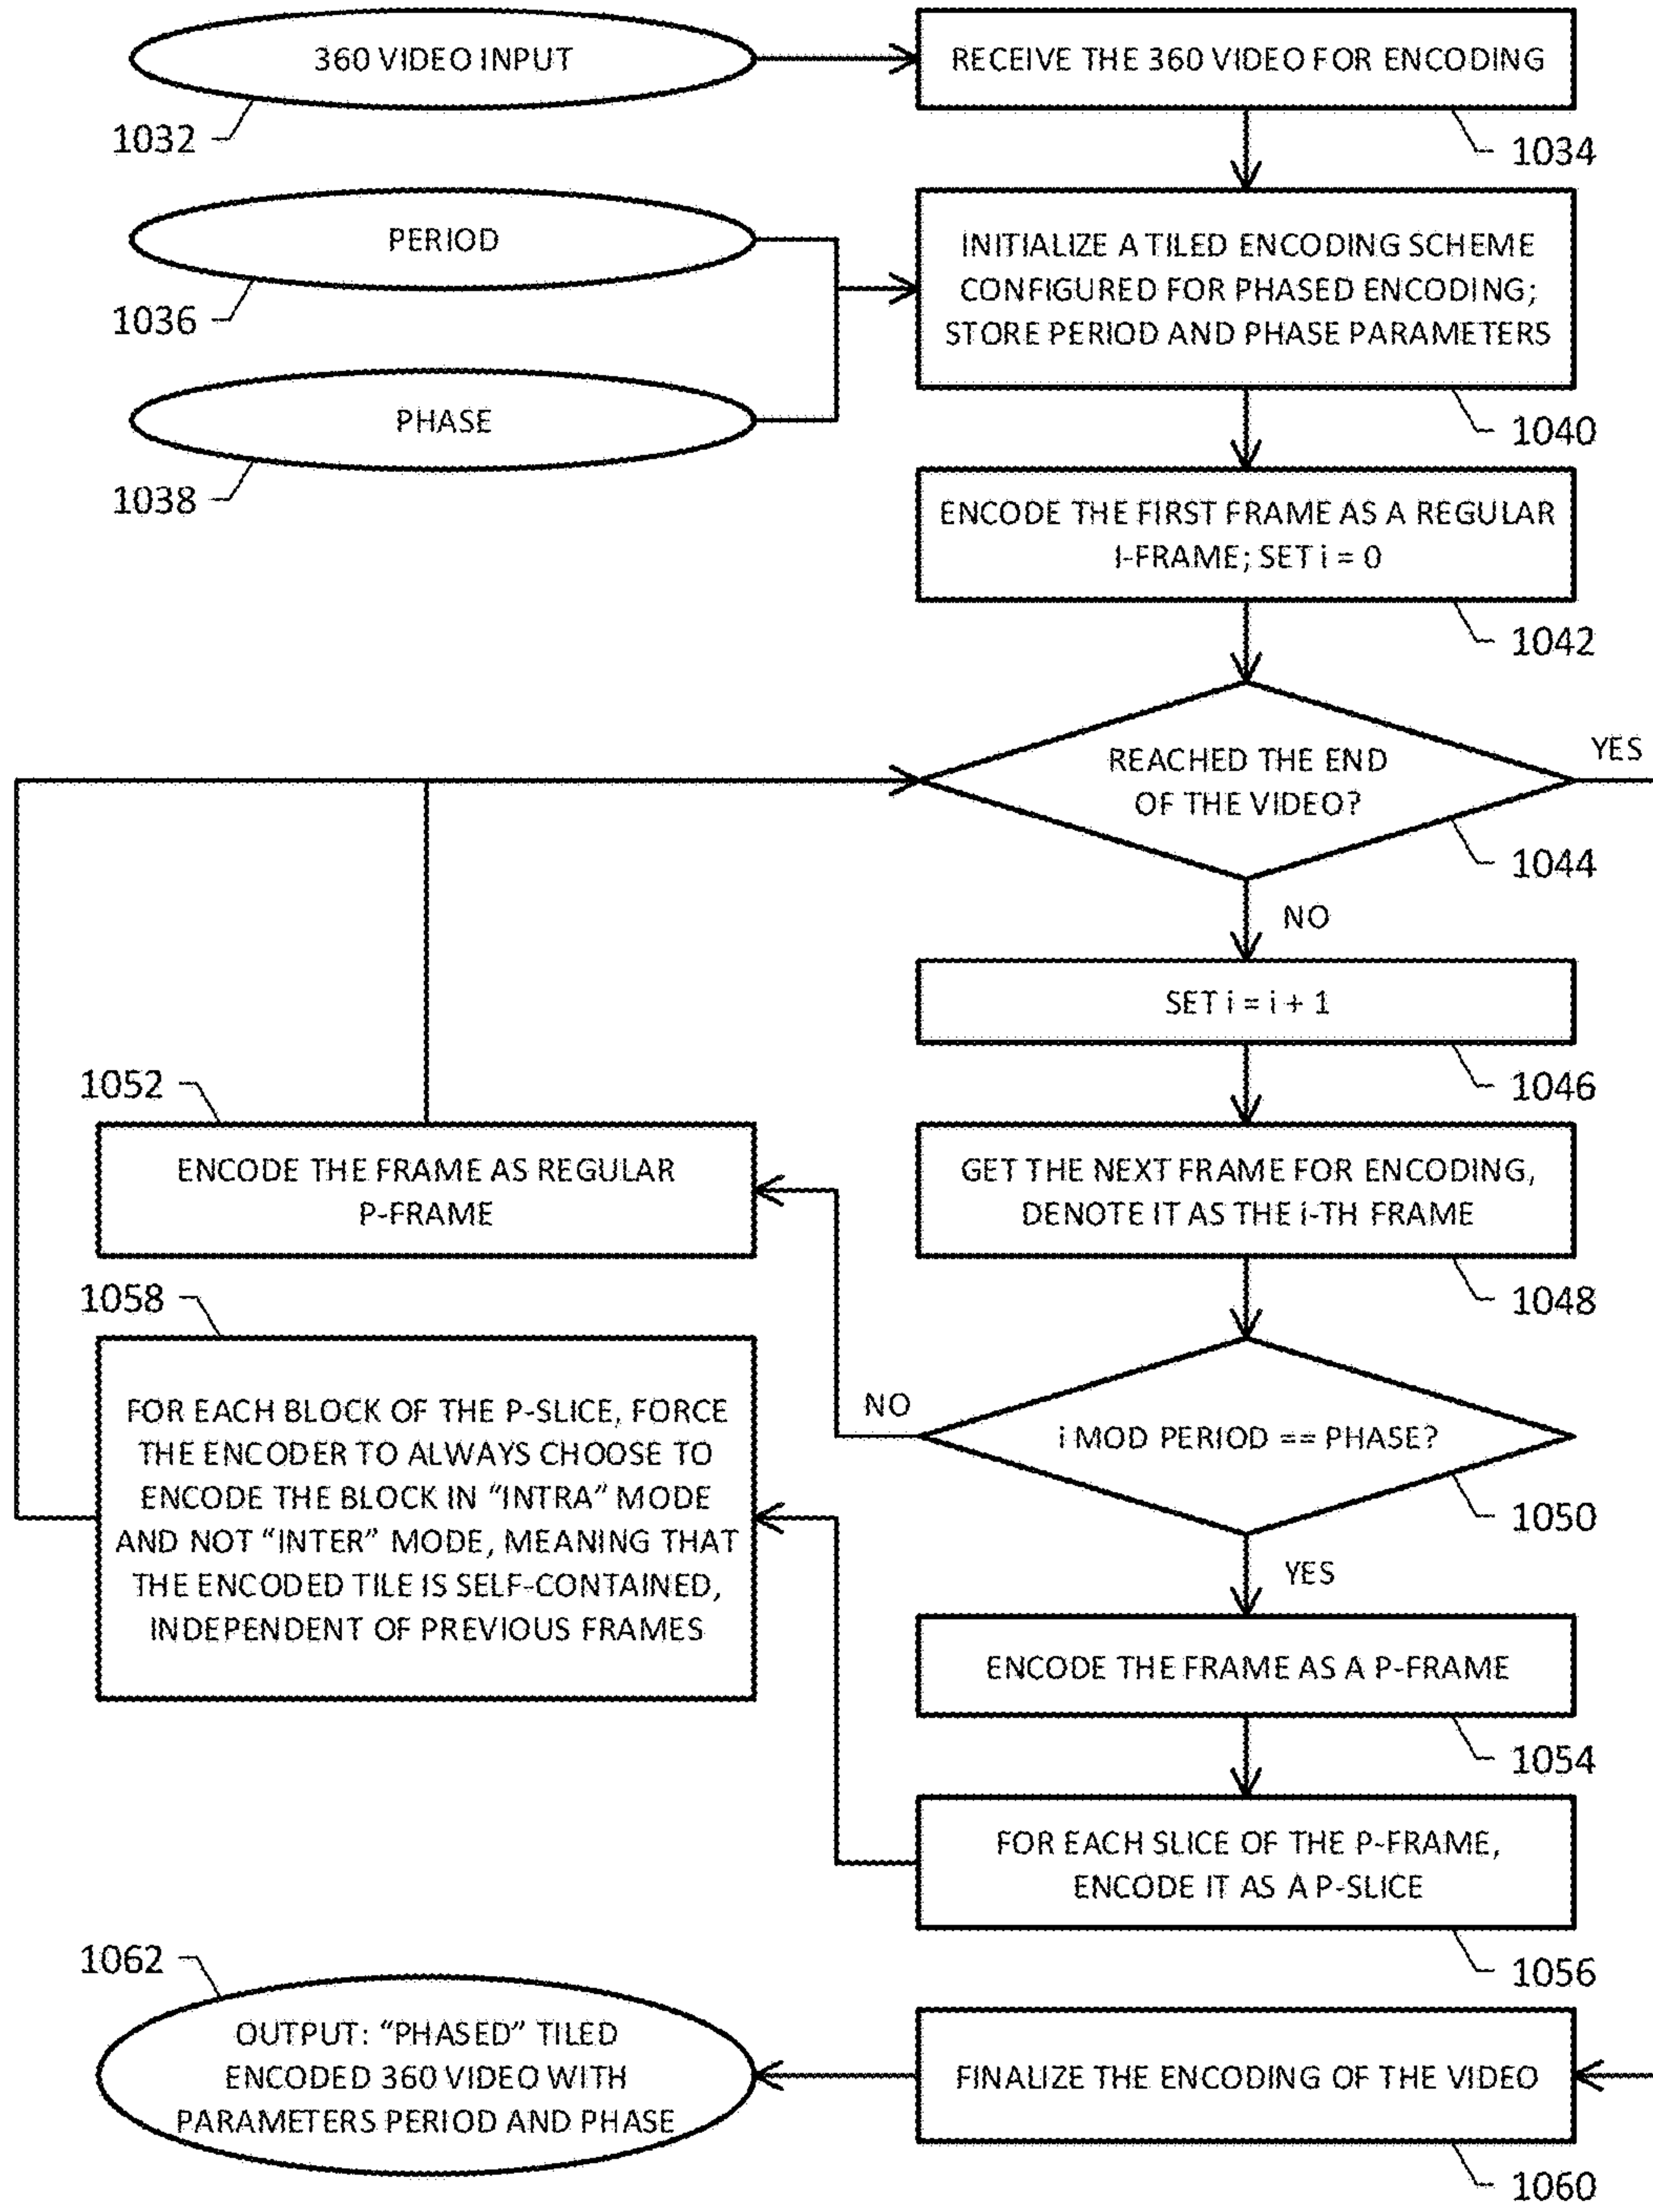 360 VIDEO INPUT
1032
RECEIVE THE 360 VIDEO FOR ENCODING
1034
PERIOD
1036
PHASE
1038
INITIALIZE A TILED ENCODING SCHEME
CONFIGURED FOR PHASED ENCODING;
STORE PERIOD AND PHASE PARAMETERS
1040
ENCODE THE FIRST FRAME AS A REGULAR
I-FRAME; SET i = 0
1042
REACHED THE END
OF THE VIDEO?
YES
1044
NO
SET i = i + 1
1046
1052
ENCODE THE FRAME AS REGULAR
P-FRAME
GET THE NEXT FRAME FOR ENCODING,
DENOTE IT AS THE i-TH FRAME
1048
1058
FOR EACH BLOCK OF THE P-SLICE, FORCE
THE ENCODER TO ALWAYS CHOOSE TO
ENCODE THE BLOCK IN "INTRA" MODE
AND NOT "INTER" MODE, MEANING THAT
THE ENCODED TILE IS SELF-CONTAINED,
INDEPENDENT OF PREVIOUS FRAMES
NO
i MOD PERIOD == PHASE?
1050
YES
ENCODE THE FRAME AS A P-FRAME
1054
FOR EACH SLICE OF THE P-FRAME,
ENCODE IT AS A P-SLICE
1056
1062
OUTPUT: "PHASED" TILED
ENCODED 360 VIDEO WITH
PARAMETERS PERIOD AND PHASE
FINALIZE THE ENCODING OF THE VIDEO
1060